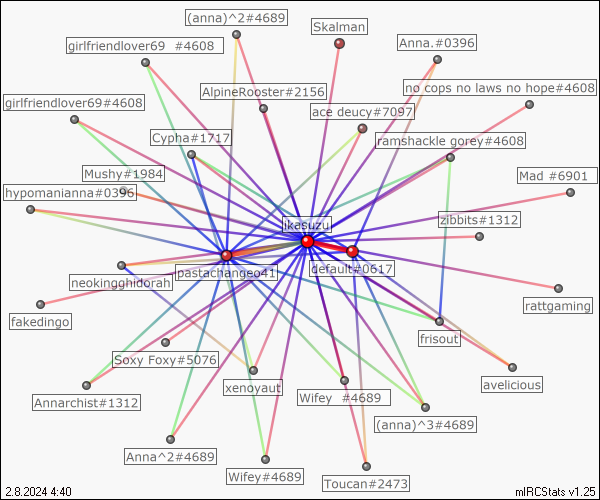 (anna)^2#4689
Skalman
girlfriendlover69 #4608
Anna.#0396
AlpineRooster#2156
no cops no laws no hope#4608
girlfriendlover69#4608
ace deucy#7097
Cypha#1717
ramshackle gorey#4608
Mushy#1984
Mad #6901
hypomanianna#0396
zibbits#1312
ikasuzu
pastachangeo41
default#0617
neokingghidorah
rattgaming
fakedingo
frisout
Soxy Foxy#5076
xenoyaut
avelicious
Annarchist#1312
Wifey #4689
(anna)^3#4689
Anna^2#4689
Wifey#4689
Toucan#2473
2.8.2024 4:40
mIRCStats v1.25